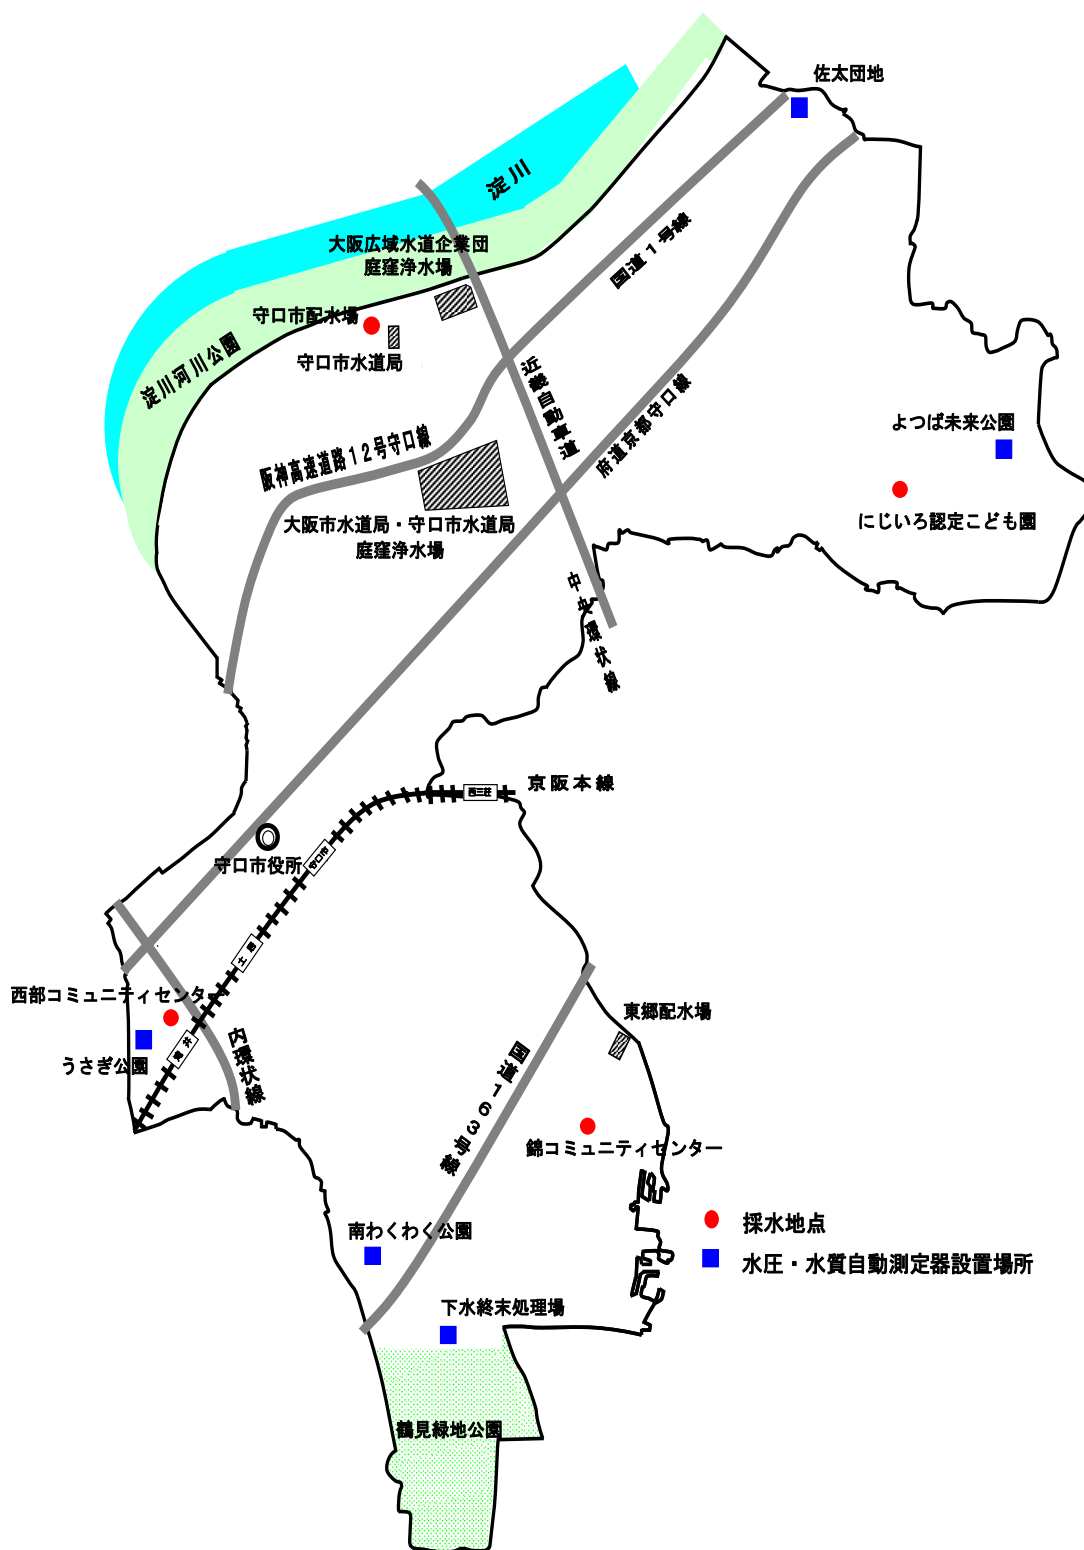 佐太団地
淀川
大阪広域水道企業団
庭窪浄水場
国道1号線
守口市配水場
守口市水道局
淀川河川公園
近畿自動車道
府道京都守口線
よつば未来公園
阪神高速道路12号守口線
にじいろ認定こども園
大阪市水道局・守口市水道局
庭窪浄水場
中央環状線
京阪本線
西三荘
守口市
守口市役所
土居
西部コミュニティセンター
滝井
うさぎ公園
内環状線
東郷配水場
国道163号線
錦コミュニティセンター
採水地点
南わくわく公園
水圧・水質自動測定器設置場所
下水終末処理場
鶴見緑地公園